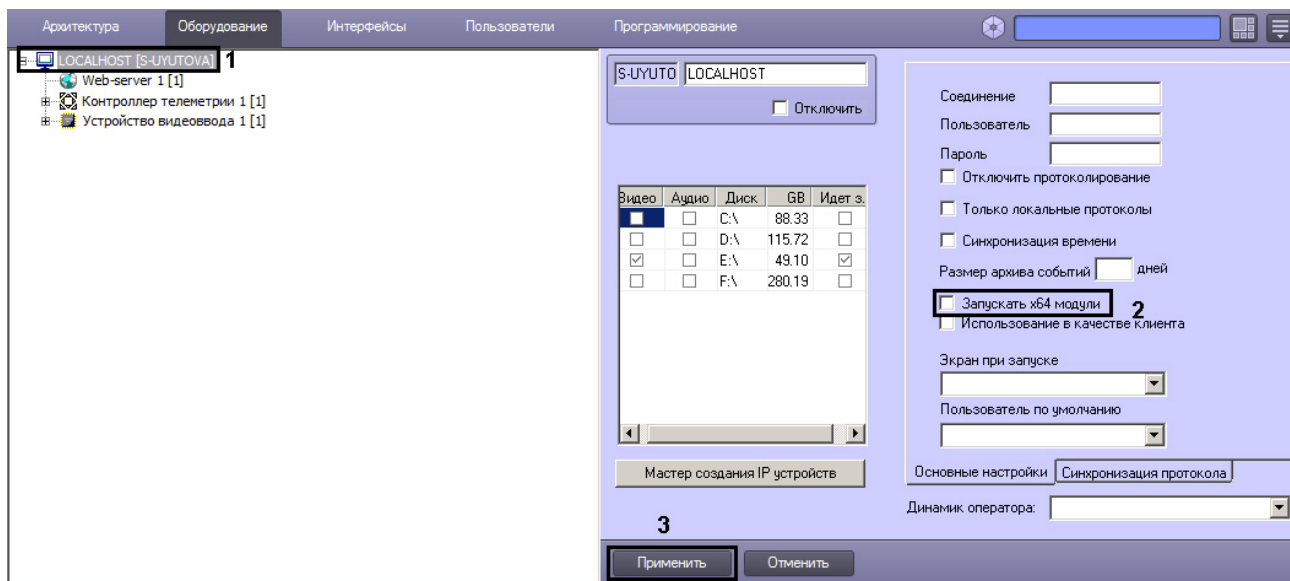 Архитектура Оборудование Интерфейсы Пользователи Программирование
LOCALHOST [S-UYUTOVA] 1
Web-server 1 [1]
Контроллер телеметрии 1 [1]
Устройство видеоввода 1 [1]
S-UYUTO LOCALHOST
Отключить
Видео Аудио Диск GB Идет з.
C:\ 88.33
D:\ 115.72
E:\ 49.10
F:\ 280.19
Мастер создания IP устройств
Соединение
Пользователь
Пароль
Отключить протоколирование
Только локальные протоколы
Синхронизация времени
Размер архива событий дней
Запускать x64 модули 2
Использование в качестве клиента
Экран при запуске
Пользователь по умолчанию
Основные настройки Синхронизация протокола
Динамик оператора:
3
Применить Отменить